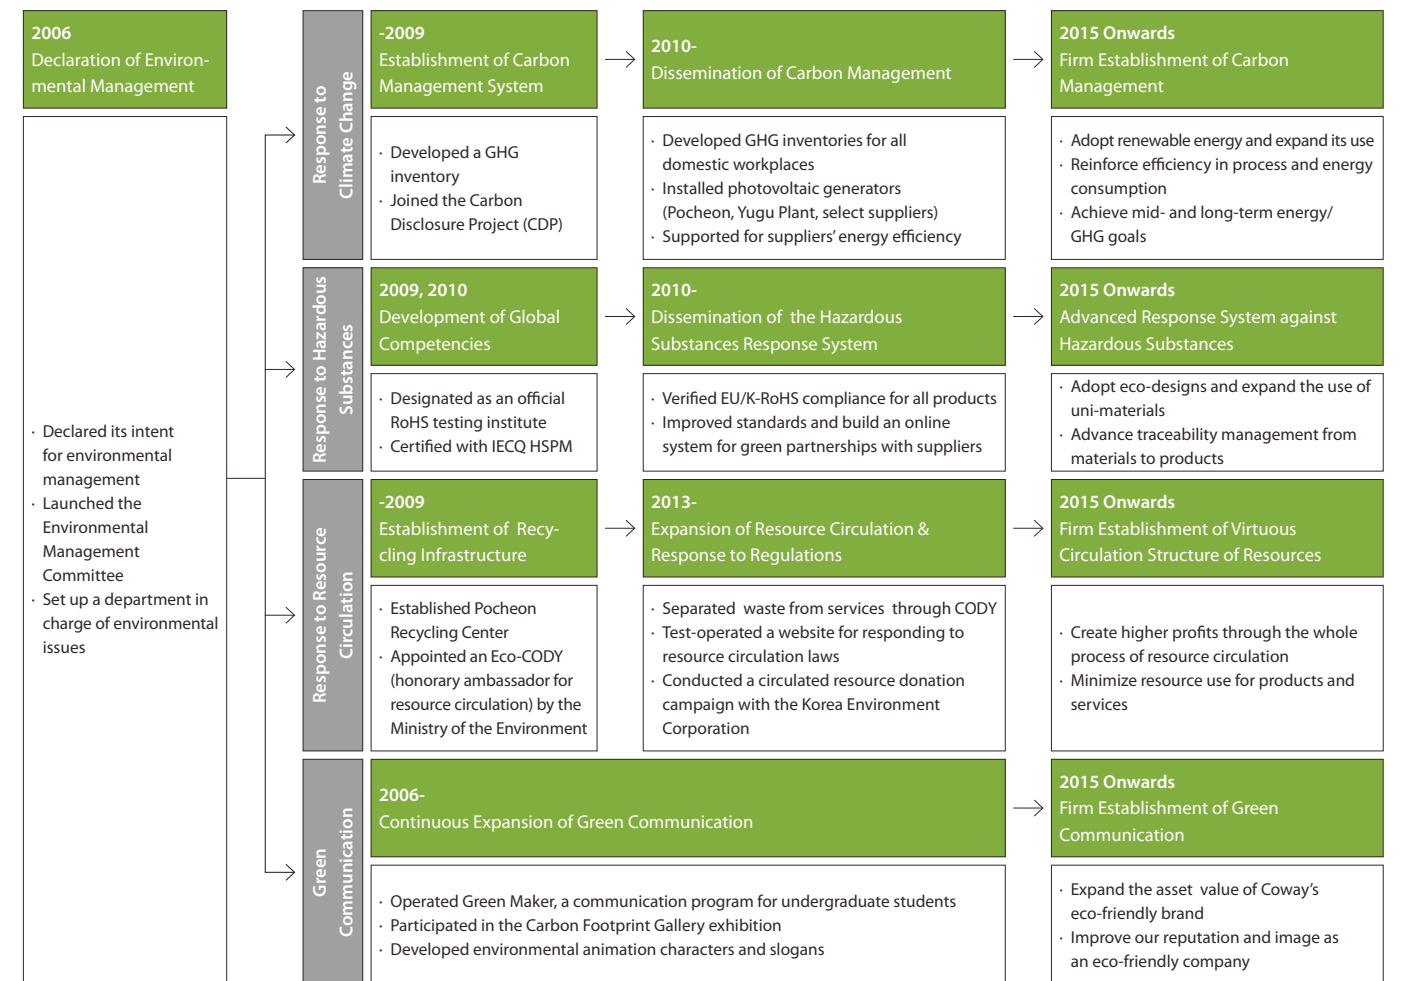 2006
Declaration of Environ-
mental Management
· Declared its intent
for environmental
management
· Launched the
Environmental
Management
Committee
· Set up a department in
charge of environmental
issues
Response to
Climate Change
-2009
Establishment of Carbon
Management System
· Developed a GHG
inventory
· Joined the Carbon
Disclosure Project (CDP)
2010-
Dissemination of Carbon Management
· Developed GHG inventories for all
domestic workplaces
· Installed photovoltaic generators
(Pocheon, Yugu Plant, select suppliers)
· Supported for suppliers' energy efficiency
2015 Onwards
Firm Establishment of Carbon
Management
· Adopt renewable energy and expand its use
· Reinforce efficiency in process and energy
consumption
· Achieve mid- and long-term energy/
GHG goals
Response to Hazardous
Substances
2009, 2010
Development of Global
Competencies
· Designated as an official
RoHS testing institute
· Certified with IECQ HSPM
2010-
Dissemination of the Hazardous
Substances Response System
· Verified EU/K-RoHS compliance for all products
· Improved standards and build an online
system for green partnerships with suppliers
2015 Onwards
Advanced Response System against
Hazardous Substances
· Adopt eco-designs and expand the use of
uni-materials
· Advance traceability management from
materials to products
Response to Resource
Circulation
-2009
Establishment of Recy-
cling Infrastructure
· Established Pocheon
Recycling Center
· Appointed an Eco-CODY
(honorary ambassador for
resource circulation) by the
Ministry of the Environment
2013-
Expansion of Resource Circulation &
Response to Regulations
· Separated waste from services through CODY
· Test-operated a website for responding to
resource circulation laws
· Conducted a circulated resource donation
campaign with the Korea Environment
Corporation
2015 Onwards
Firm Establishment of Virtuous
Circulation Structure of Resources
· Create higher profits through the whole
process of resource circulation
· Minimize resource use for products and
services
Green
Communication
2006-
Continuous Expansion of Green Communication
· Operated Green Maker, a communication program for undergraduate students
· Participated in the Carbon Footprint Gallery exhibition
· Developed environmental animation characters and slogans
2015 Onwards
Firm Establishment of Green
Communication
· Expand the asset value of Coway's
eco-friendly brand
· Improve our reputation and image as
an eco-friendly company